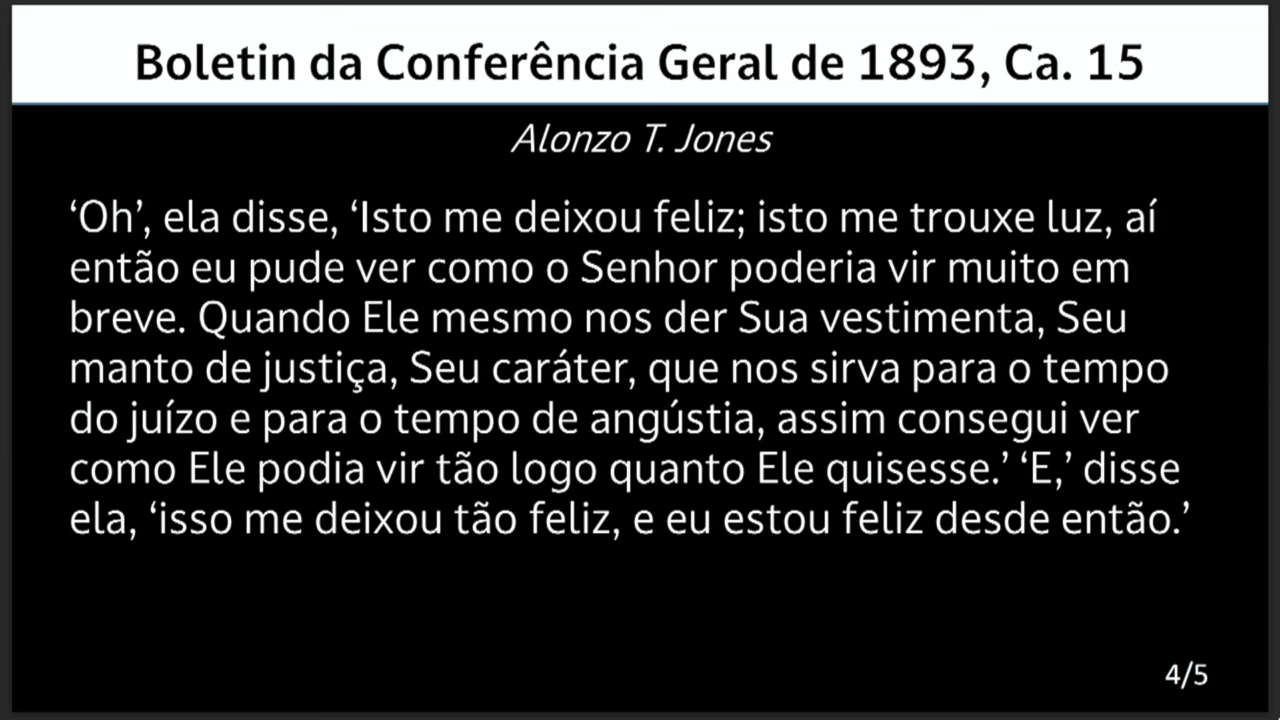 Boletin da Conferência Geral de 1893, Ca. 15
Alonzo T. Jones
‘Oh’, ela disse, ‘Isto me deixou feliz; isto me trouxe luz, aí
então eu pude ver como o Senhor poderia vir muito em
breve. Quando Ele mesmo nos der Sua vestimenta, Seu
manto de justiça, Seu caráter, que nos sirva para o tempo
do juízo e para o tempo de angústia, assim consegui ver
como Ele podia vir tão logo quanto Ele quisesse.’ ‘E,’ disse
ela, ‘isso me deixou tão feliz, e eu estou feliz desde então.’
4/5